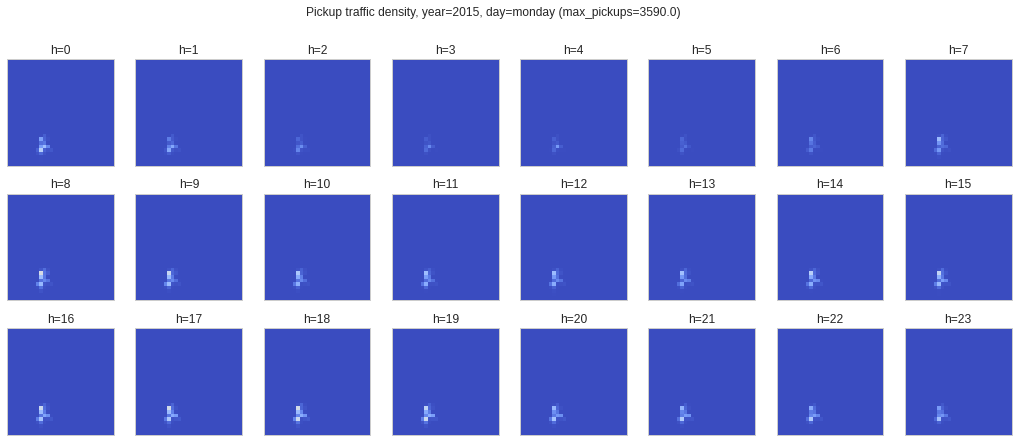 Pickup traffic density, year=2015, day=monday (max_pickups=3590.0)
h=0 h=1 h=2 h=3 h=4 h=5 h=6 h=7
h=8 h=9 h=10 h=11 h=12 h=13 h=14 h=15
h=16 h=17 h=18 h=19 h=20 h=21 h=22 h=23